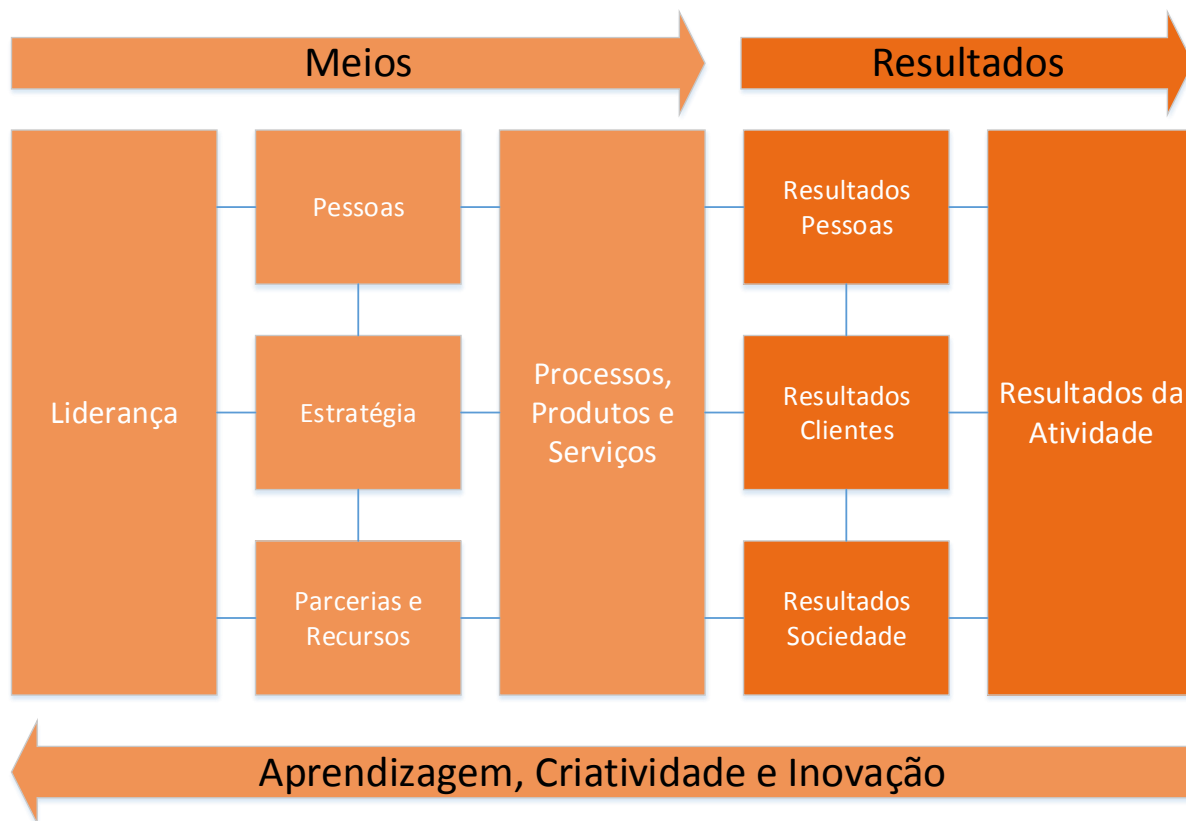 Meios
Resultados
Liderança
Pessoas
Estratégia
Parcerias e
Recursos
Processos,
Produtos e
Serviços
Resultados
Pessoas
Resultados
Clientes
Resultados
Sociedade
Resultados da
Atividade
Aprendizagem, Criatividade e Inovação